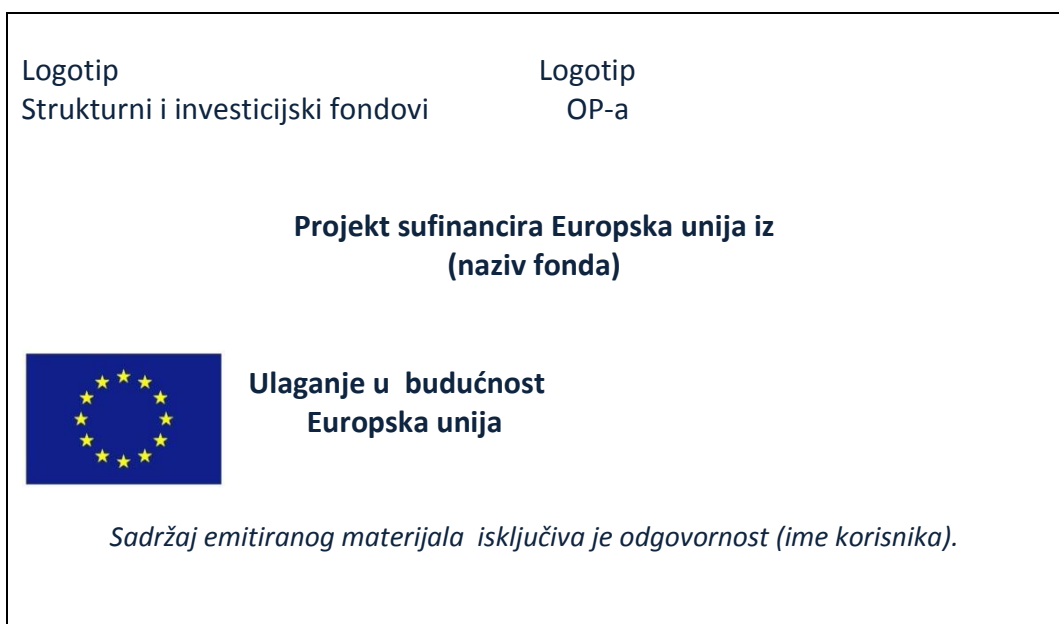 Logotip Logotip
Strukturni i investicijski fondovi OP-a
Projekt sufinancira Europska unija iz
(naziv fonda)
Ulaganje u budućnost
Europska unija
Sadržaj emitiranog materijala isključiva je odgovornost (ime korisnika).